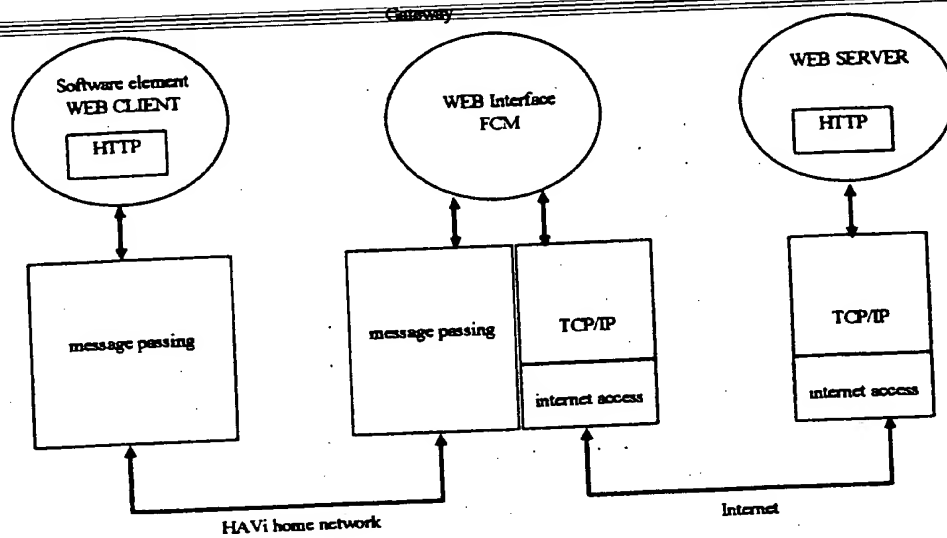 Gateway
Software element
WEB CLIENT
HTTP
WEB Interface
FCM
WEB SERVER
HTTP
message passing
message passing
TCP/IP
internet access
TCP/IP
internet access
HAVi home network
Internet